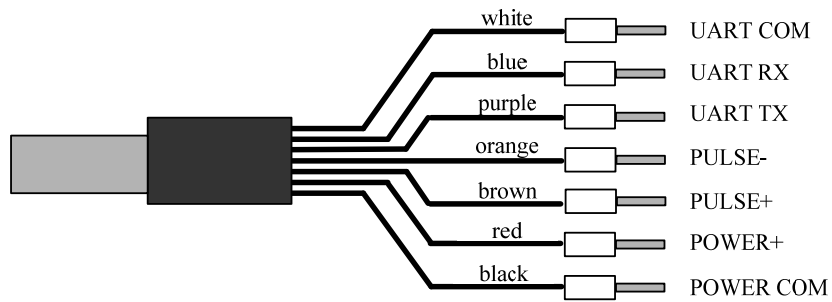 white UART COM
blue UART RX
purple UART TX
orange PULSE-
brown PULSE+
red POWER+
black POWER COM